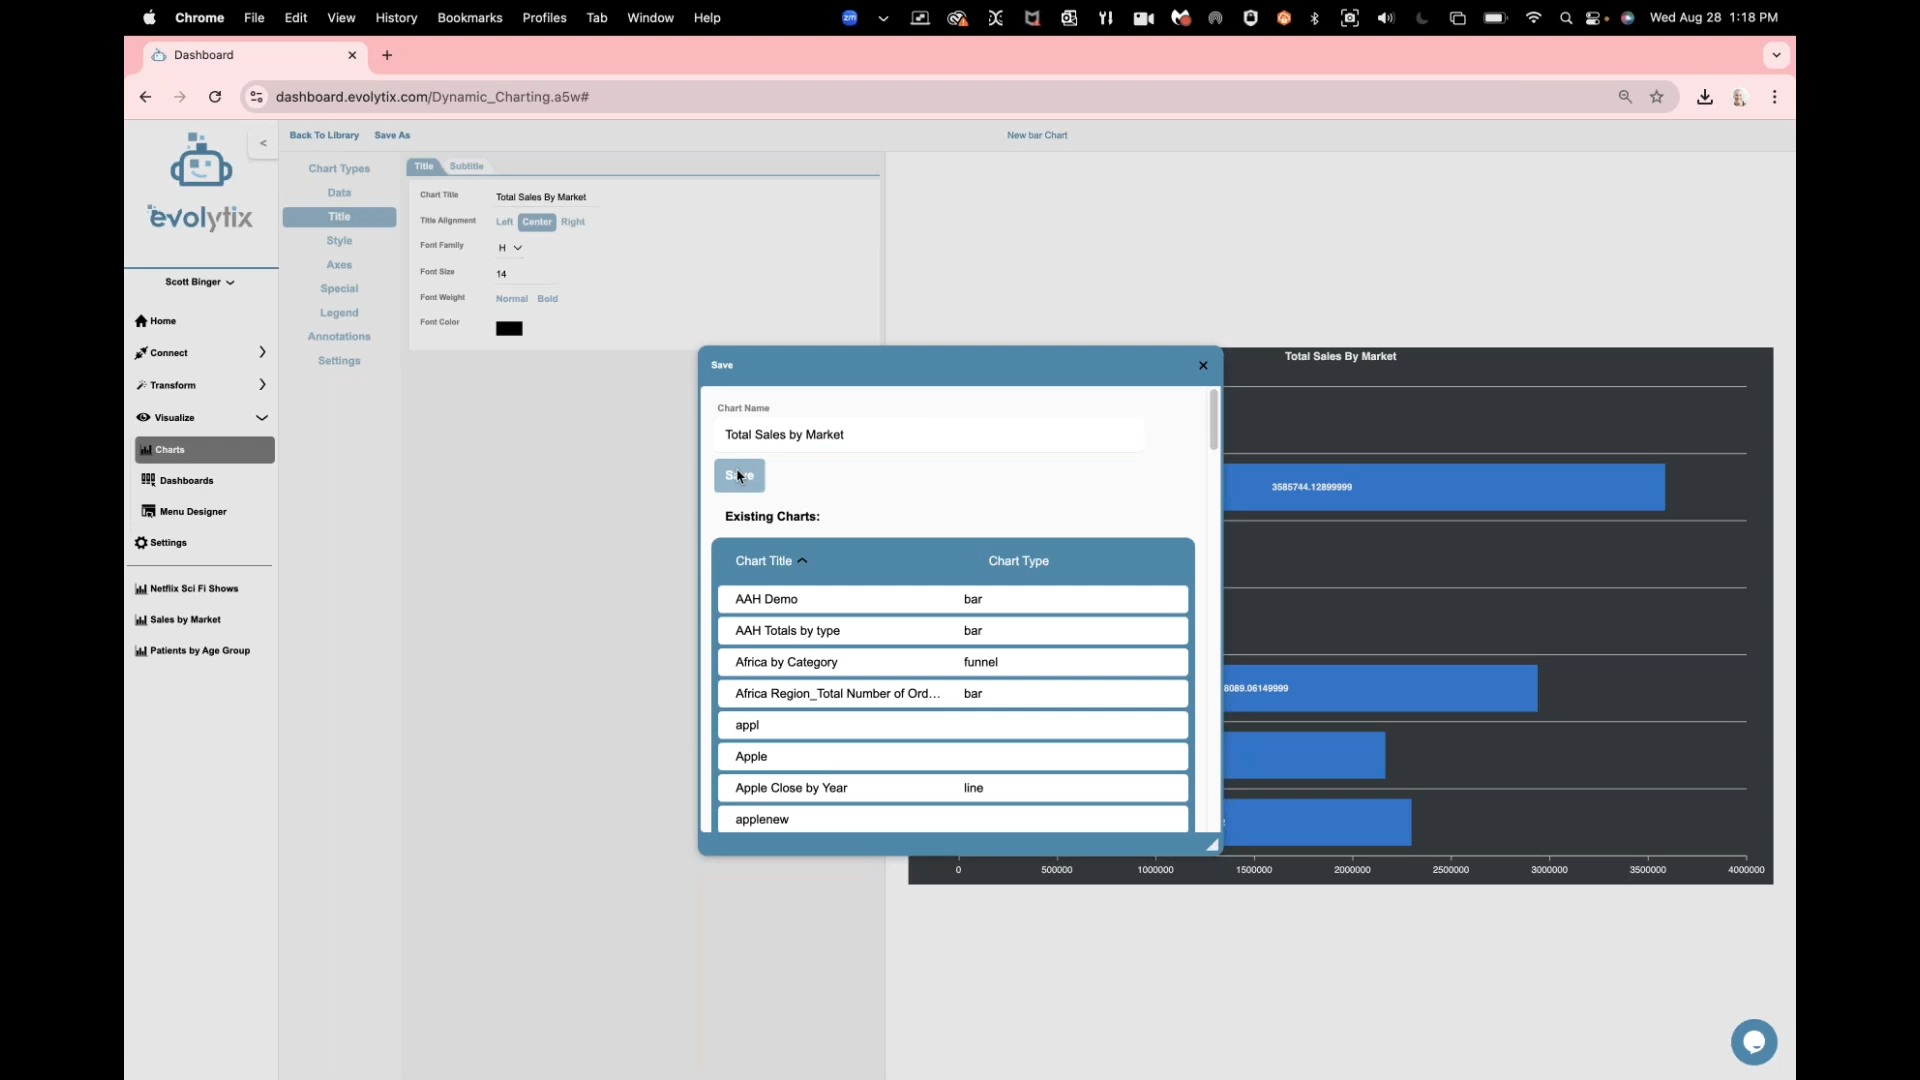 Chrome File Edit View History Bookmarks Profiles Tab Window Help
zm
Wed Aug 28 1:18 PM
Dashboard
dashboard.evolytix.com/Dynamic_Charting.a5w#
evolytix
<
Scott Binger
Home
Connect
Transform
Visualize
Charts
Dashboards
Menu Designer
Settings
Netflix Sci Fi Shows
Sales by Market
Patients by Age Group
Back To Library Save As
New bar Chart
Chart Types
Data
Title
Style
Axes
Special
Legend
Annotations
Settings
Title Subtitle
Chart Title Total Sales By Market
Title Alignment Left Center Right
Font Family H
Font Size 14
Font Weight Normal Bold
Font Color
Save
Chart Name
Total Sales by Market
Save
Existing Charts:
Chart Title Chart Type
AAH Demo bar
AAH Totals by type bar
Africa by Category funnel
Africa Region_Total Number of Ord... bar
appl
Apple
Apple Close by Year line
applenew
Total Sales By Market
3585744.12899999
8089.06149999
0 500000 1000000 1500000 2000000 2500000 3000000 3500000 4000000